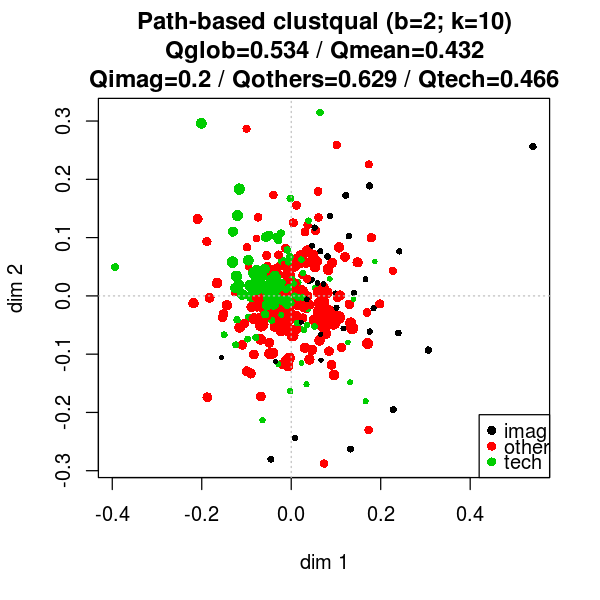 Path-based clustqual (b=2; k=10)
Qglob=0.534 / Qmean=0.432
Qimag=0.2 / Qothers=0.629 / Qtech=0.466
0.3
0.2
0.1
0.0
-0.1
-0.2
-0.3
dim 2
imag
other
tech
-0.4 -0.2 0.0 0.2 0.4
dim 1